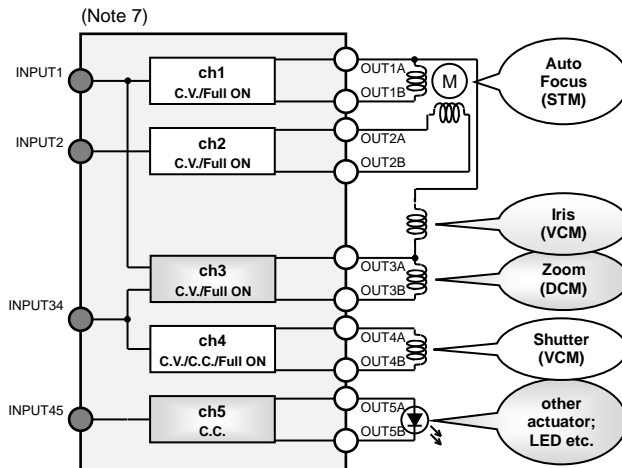 (Note 7)
INPUT1
ch1
C.V./Full ON
OUT1A
OUT1B
M
Auto
Focus
(STM)
INPUT2
ch2
C.V./Full ON
OUT2A
OUT2B
Iris
(VCM)
ch3
C.V./Full ON
OUT3A
OUT3B
Zoom
(DCM)
INPUT34
ch4
C.V./C.C./Full ON
OUT4A
OUT4B
Shutter
(VCM)
INPUT45
ch5
C.C.
OUT5A
OUT5B
other
actuator;
LED etc.